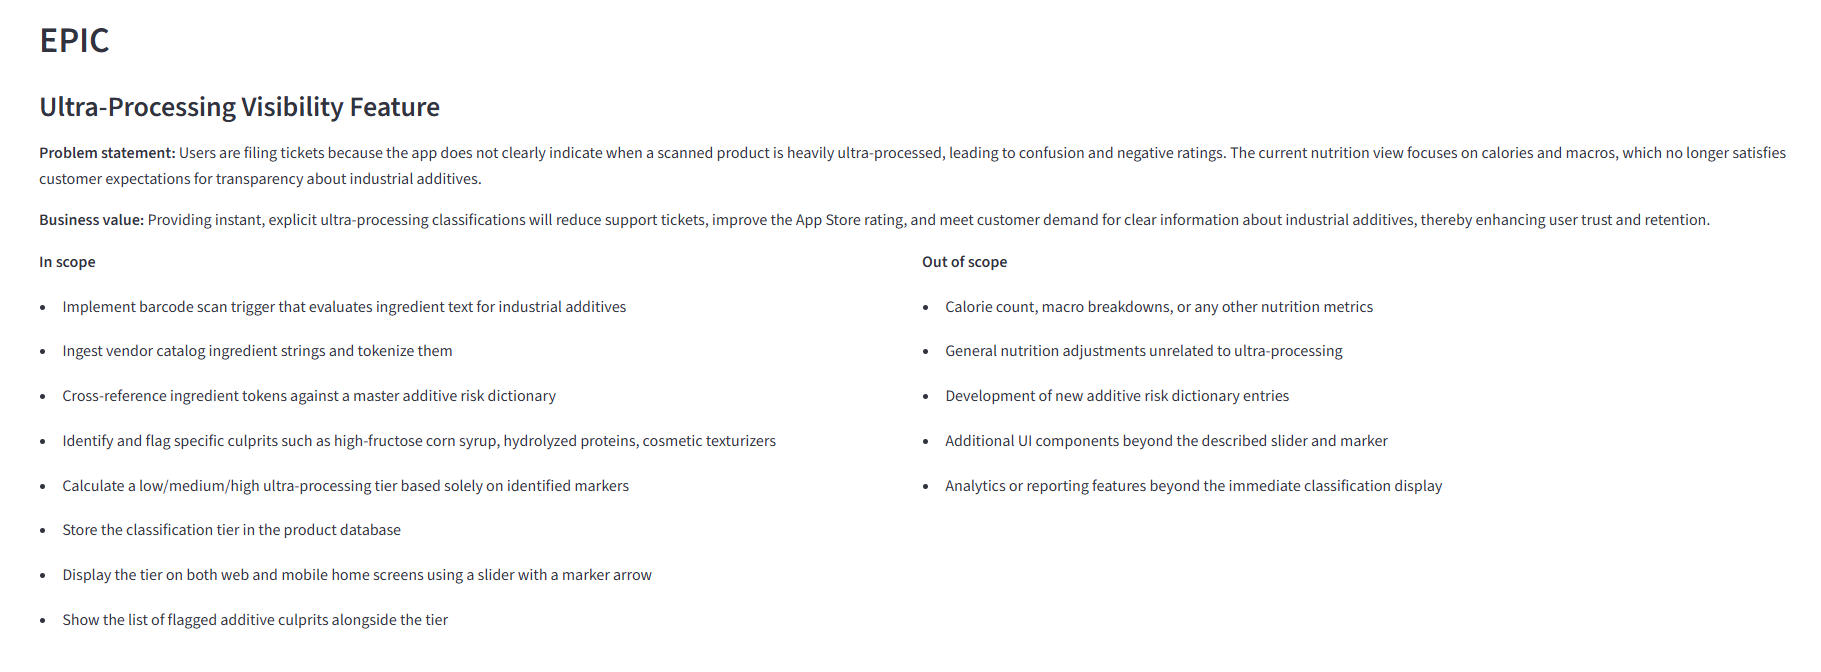 EPIC
Ultra-Processing Visibility Feature
Problem statement: Users are filing tickets because the app does not clearly indicate when a scanned product is heavily ultra-processed, leading to confusion and negative ratings. The current nutrition view focuses on calories and macros, which no longer satisfies
customer expectations for transparency about industrial additives.
Business value: Providing instant, explicit ultra-processing classifications will reduce support tickets, improve the App Store rating, and meet customer demand for clear information about industrial additives, thereby enhancing user trust and retention.
In scope
• Implement barcode scan trigger that evaluates ingredient text for industrial additives
• Ingest vendor catalog ingredient strings and tokenize them
• Cross-reference ingredient tokens against a master additive risk dictionary
• Identify and flag specific culprits such as high-fructose corn syrup, hydrolyzed proteins, cosmetic texturizers
• Calculate a low/medium/high ultra-processing tier based solely on identified markers
• Store the classification tier in the product database
• Display the tier on both web and mobile home screens using a slider with a marker arrow
• Show the list of flagged additive culprits alongside the tier
Out of scope
• Calorie count, macro breakdowns, or any other nutrition metrics
• General nutrition adjustments unrelated to ultra-processing
• Development of new additive risk dictionary entries
• Additional UI components beyond the described slider and marker
• Analytics or reporting features beyond the immediate classification display